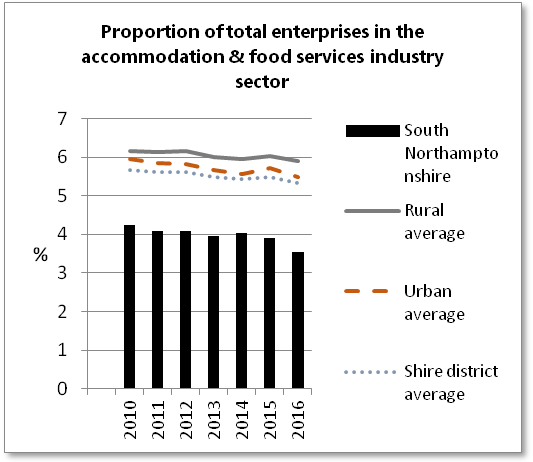 Proportion of total enterprises in the
accommodation & food services industry
sector
7
6
5
4
3
2
1
0
%
2010
2011
2012
2013
2014
2015
2016
South
Northampto
nshire
Rural
average
Urban
average
Shire district
average